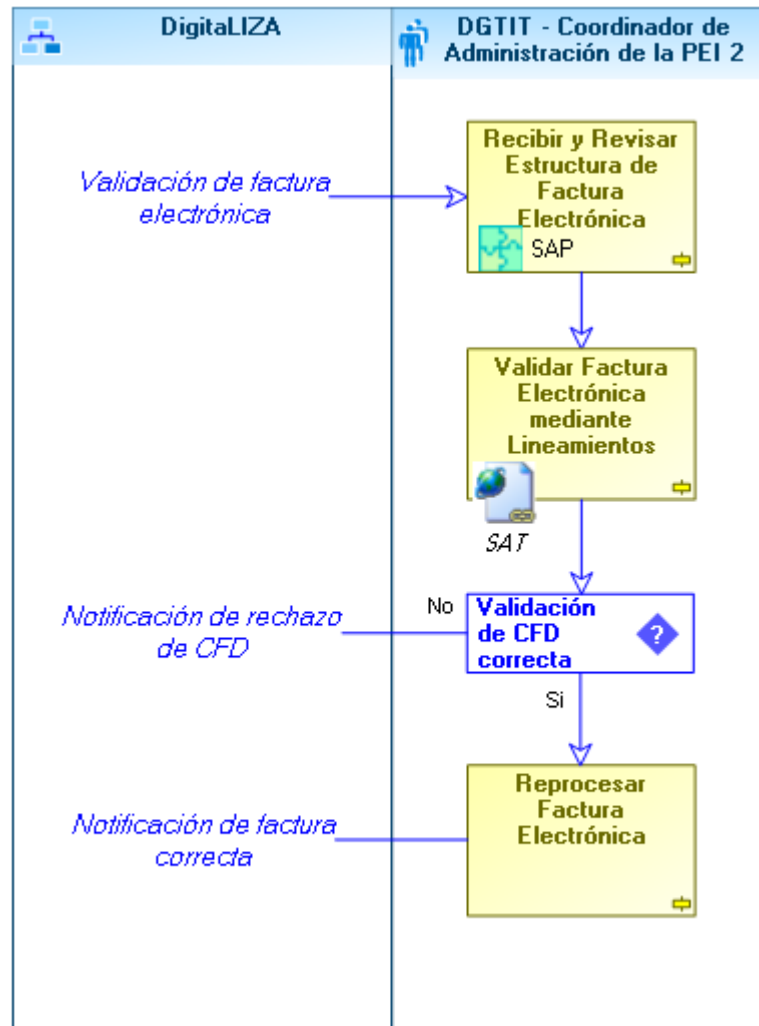 DigitaLIZA
DGTIT - Coordinador de
Administración de la PEI 2
Validación de factura
electrónica
Recibir y Revisar
Estructura de
Factura
Electrónica
SAP
Validar Factura
Electrónica
mediante
Lineamientos
SAT
Notificación de rechazo
de CFD
No
Validación
de CFD
correcta
?
Si
Notificación de factura
correcta
Reprocesar
Factura
Electrónica